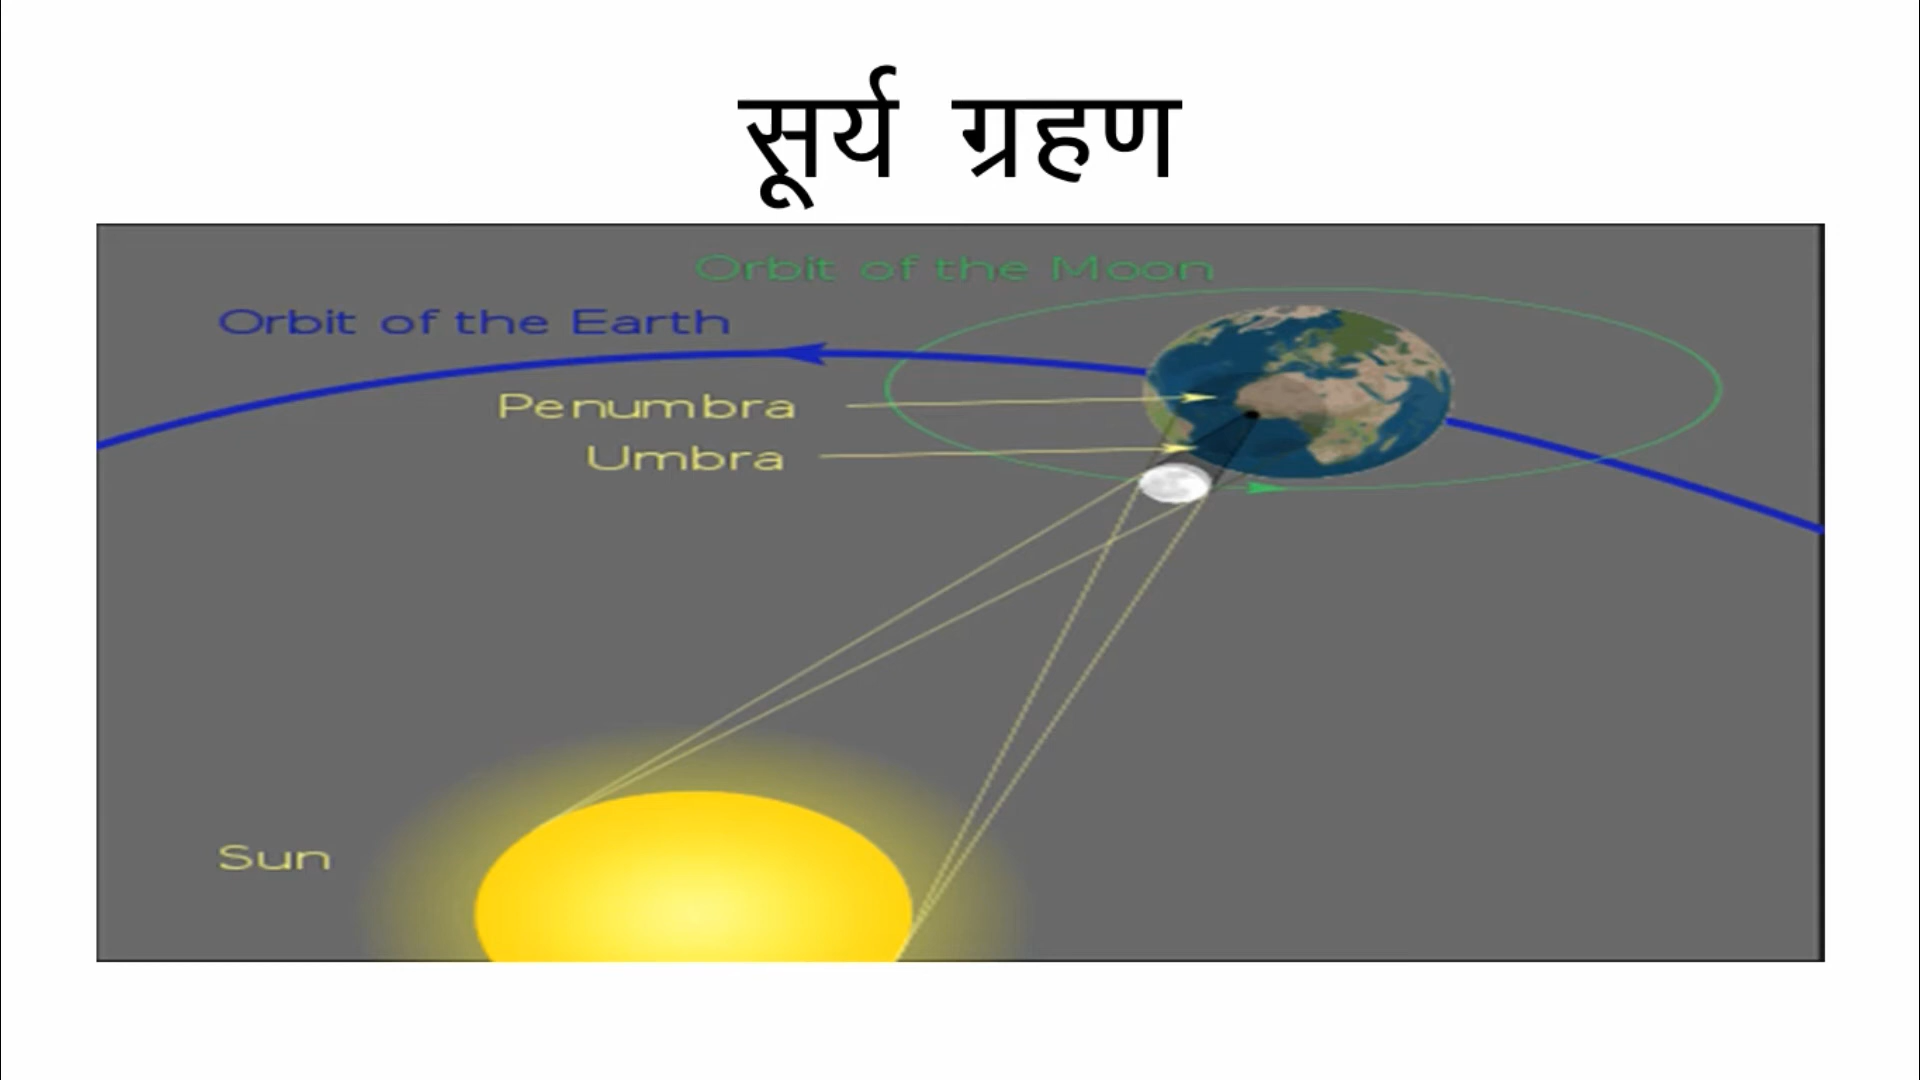 सूर्य ग्रहण
Orbit of the Moon
Orbit of the Earth
Penumbra
Umbra
Sun